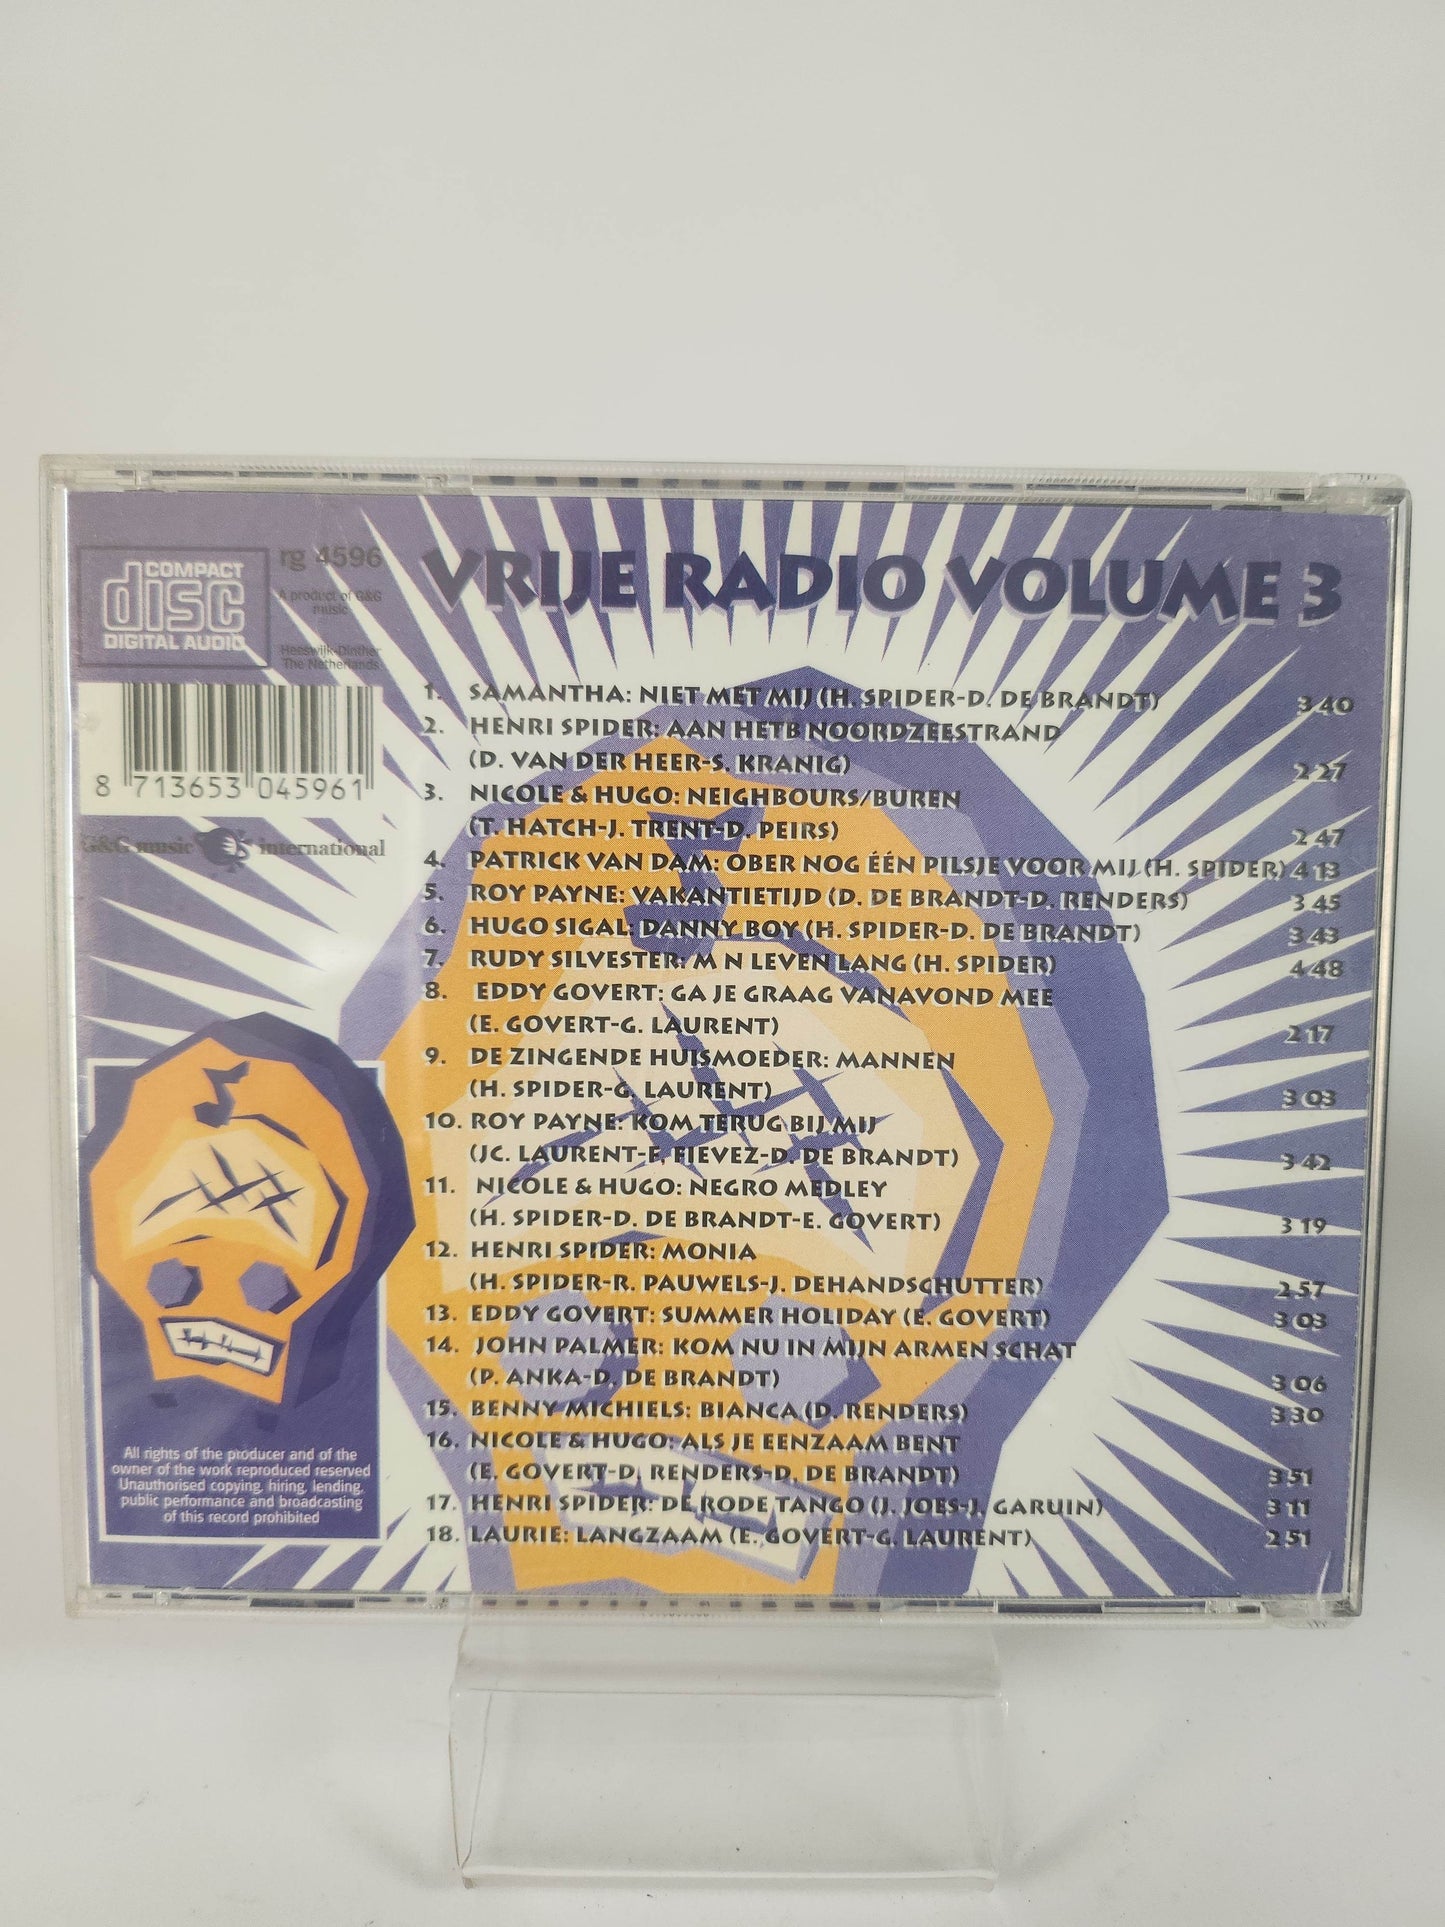 COMPACT
disc
DIGITAL AUDIO
rg 4596
A product of G&G
music
Heeswijk-Dinther
The Netherlands
8 713653 045961
G&G music international
VRIJE RADIO VOLUME 3
1. SAMANTHA: NIET MET MIJ (H. SPIDER-D. DE BRANDT) 3 40
2. HENRI SPIDER: AAN HETB NOORDZEESTRAND
(D. VAN DER HEER-S. KRANIG) 2 27
3. NICOLE & HUGO: NEIGHBOURS/BUREN
(T. HATCH-J. TRENT-D. PEIRS) 2 47
4. PATRICK VAN DAM: OBER NOG ÉÉN PILSJE VOOR MIJ (H. SPIDER) 4 13
5. ROY PAYNE: VAKANTIETIJD (D. DE BRANDT-D. RENDERS) 3 45
6. HUGO SIGAL: DANNY BOY (H. SPIDER-D. DE BRANDT) 3 43
7. RUDY SILVESTER: M N LEVEN LANG (H. SPIDER) 4 48
8. EDDY GOVERT: GA JE GRAAG VANAVOND MEE
(E. GOVERT-G. LAURENT) 2 17
9. DE ZINGENDE HUISMOEDER: MANNEN
(H. SPIDER-G. LAURENT) 3 03
10. ROY PAYNE: KOM TERUG BIJ MIJ
(JC. LAURENT-F. FIEVEZ-D. DE BRANDT) 3 42
11. NICOLE & HUGO: NEGRO MEDLEY
(H. SPIDER-D. DE BRANDT-E. GOVERT) 3 19
12. HENRI SPIDER: MONIA
(H. SPIDER-R. PAUWELS-J. DEHANDSCHUTTER) 2 57
13. EDDY GOVERT: SUMMER HOLIDAY (E. GOVERT) 3 03
14. JOHN PALMER: KOM NU IN MIJN ARMEN SCHAT
(P. ANKA-D. DE BRANDT) 3 06
15. BENNY MICHIELS: BIANCA (D. RENDERS) 3 30
16. NICOLE & HUGO: ALS JE EENZAAM BENT
(E. GOVERT-D. RENDERS-D. DE BRANDT) 3 51
17. HENRI SPIDER: DE RODE TANGO (J. JOES-J. GARUIN) 3 11
18. LAURIE: LANGZAAM (E. GOVERT-G. LAURENT) 2 51
All rights of the producer and of the
owner of the work reproduced reserved
Unauthorised copying, hiring, lending,
public performance and broadcasting
of this record prohibited